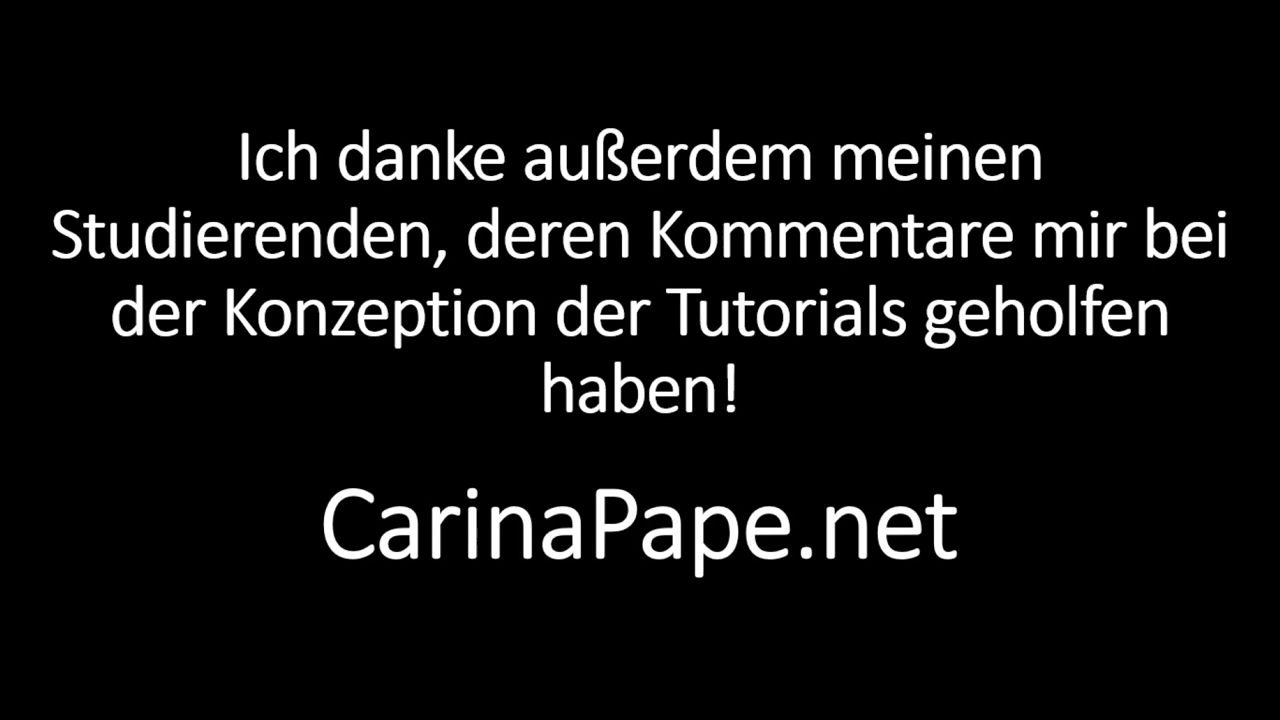 Ich danke außerdem meinen
Studierenden, deren Kommentare mir bei
der Konzeption der Tutorials geholfen
haben!
CarinaPape.net